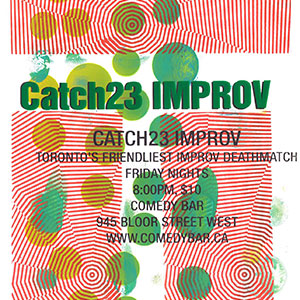 Catch23 IMPROV
CATCH23 IMPROV
TORONTO'S FRIENDLIEST IMPROV DEATHMATCH
FRIDAY NIGHTS
8:00PM, $10
COMEDY BAR
945 BLOOR STREET WEST
WWW.COMEDYBAR.CA